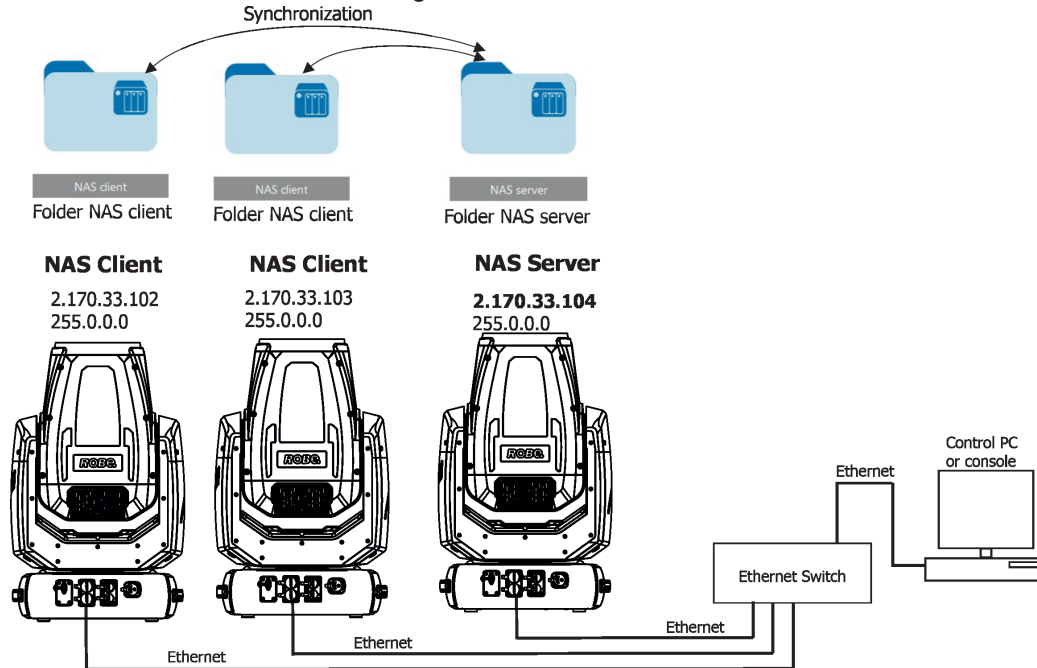 Synchronization
NAS client
NAS client
NAS server
Folder NAS client
Folder NAS client
Folder NAS server
NAS Client
NAS Client
NAS Server
2.170.33.102
2.170.33.103
2.170.33.104
255.0.0.0
255.0.0.0
255.0.0.0
ROBE
ROBE
ROBE
Control PC
or console
Ethernet
Ethernet Switch
Ethernet
Ethernet
Ethernet